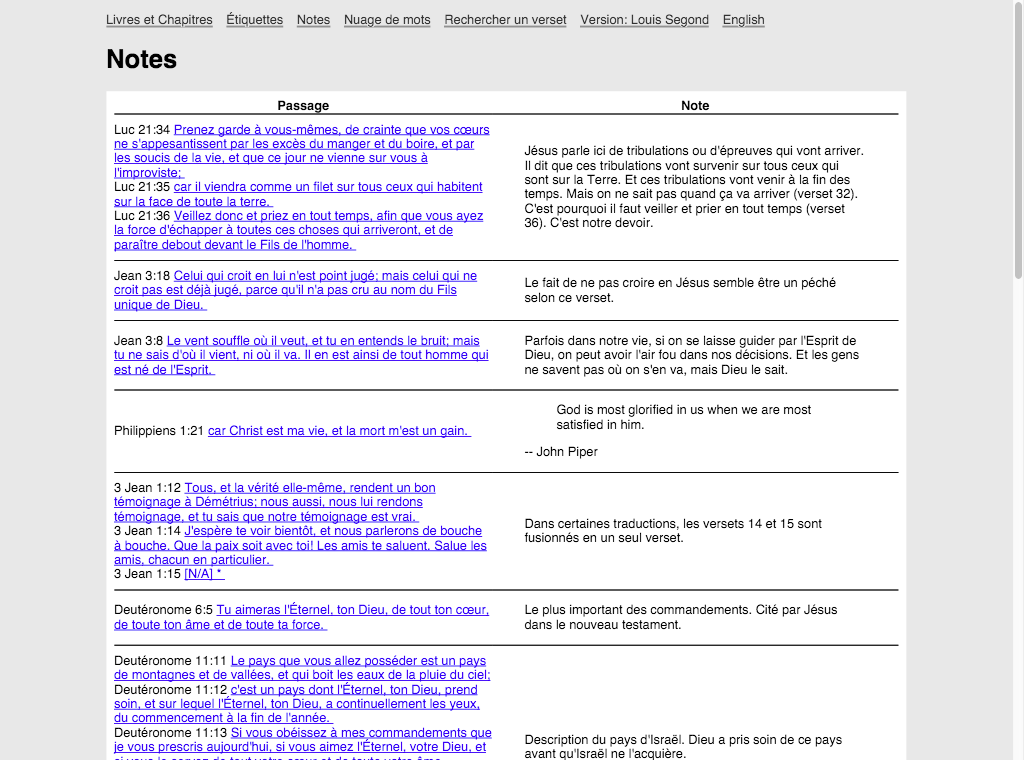 Livres et Chapitres Étiquettes Notes Nuage de mots Rechercher un verset Version: Louis Segond English
Notes
Passage Note
Luc 21:34 Prenez garde à vous-mêmes, de crainte que vos cœurs
ne s'appesantissent par les excès du manger et du boire, et par
les soucis de la vie, et que ce jour ne vienne sur vous à
l'improviste;
Luc 21:35 car il viendra comme un filet sur tous ceux qui habitent
sur la face de toute la terre.
Luc 21:36 Veillez donc et priez en tout temps, afin que vous ayez
la force d'échapper à toutes ces choses qui arriveront, et de
paraître debout devant le Fils de l'homme.
Jésus parle ici de tribulations ou d'épreuves qui vont arriver.
Il dit que ces tribulations vont survenir sur tous ceux qui
sont sur la Terre. Et ces tribulations vont venir à la fin des
temps. Mais on ne sait pas quand ça va arriver (verset 32).
C'est pourquoi il faut veiller et prier en tout temps (verset
36). C'est notre devoir.
Jean 3:18 Celui qui croit en lui n'est point jugé; mais celui qui ne
croit pas est déjà jugé, parce qu'il n'a pas cru au nom du Fils
unique de Dieu.
Le fait de ne pas croire en Jésus semble être un péché
selon ce verset.
Jean 3:8 Le vent souffle où il veut, et tu en entends le bruit; mais
tu ne sais d'où il vient, ni où il va. Il en est ainsi de tout homme qui
est né de l'Esprit.
Parfois dans notre vie, si on se laisse guider par l'Esprit de
Dieu, on peut avoir l'air fou dans nos décisions. Et les gens
ne savent pas où on s'en va, mais Dieu le sait.
Philippiens 1:21 car Christ est ma vie, et la mort m'est un gain.
God is most glorified in us when we are most
satisfied in him.
-- John Piper
3 Jean 1:12 Tous, et la vérité elle-même, rendent un bon
témoignage à Démétrius; nous aussi, nous lui rendons
témoignage, et tu sais que notre témoignage est vrai.
3 Jean 1:14 J'espère te voir bientôt, et nous parlerons de bouche
à bouche. Que la paix soit avec toi! Les amis te saluent. Salue les
amis, chacun en particulier.
3 Jean 1:15 [N/A] *
Dans certaines traductions, les versets 14 et 15 sont
fusionnés en un seul verset.
Deutéronome 6:5 Tu aimeras l'Éternel, ton Dieu, de tout ton cœur,
de toute ton âme et de toute ta force.
Le plus important des commandements. Cité par Jésus
dans le nouveau testament.
Deutéronome 11:11 Le pays que vous allez posséder est un pays
de montagnes et de vallées, et qui boit les eaux de la pluie du ciel;
Deutéronome 11:12 c'est un pays dont l'Éternel, ton Dieu, prend
soin, et sur lequel l'Éternel, ton Dieu, a continuellement les yeux,
du commencement à la fin de l'année.
Deutéronome 11:13 Si vous obéissez à mes commandements que
je vous prescris aujourd'hui, si vous aimez l'Éternel, votre Dieu, et
si vous le servez de tout votre cœur et de toute votre âme,
Description du pays d'Israël. Dieu a pris soin de ce pays
avant qu'Israël ne l'acquière.